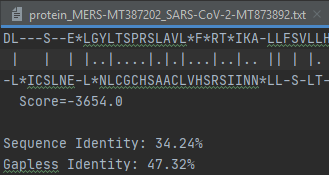 protein_MERS-MT387202_SARS-CoV-2-MT873892.txt
DL---S--E*LGYLTSPRSLAVL*F*RT*IKA-LLFSVLLH
|   |  | |..|....|.|.|...|..|.. || | |.
-L*ICSLNE-L*NLCGCHSAACLVHSRSIINN*LL-S-LT-
Score=-3654.0
Sequence Identity: 34.24%
Gapless Identity: 47.32%